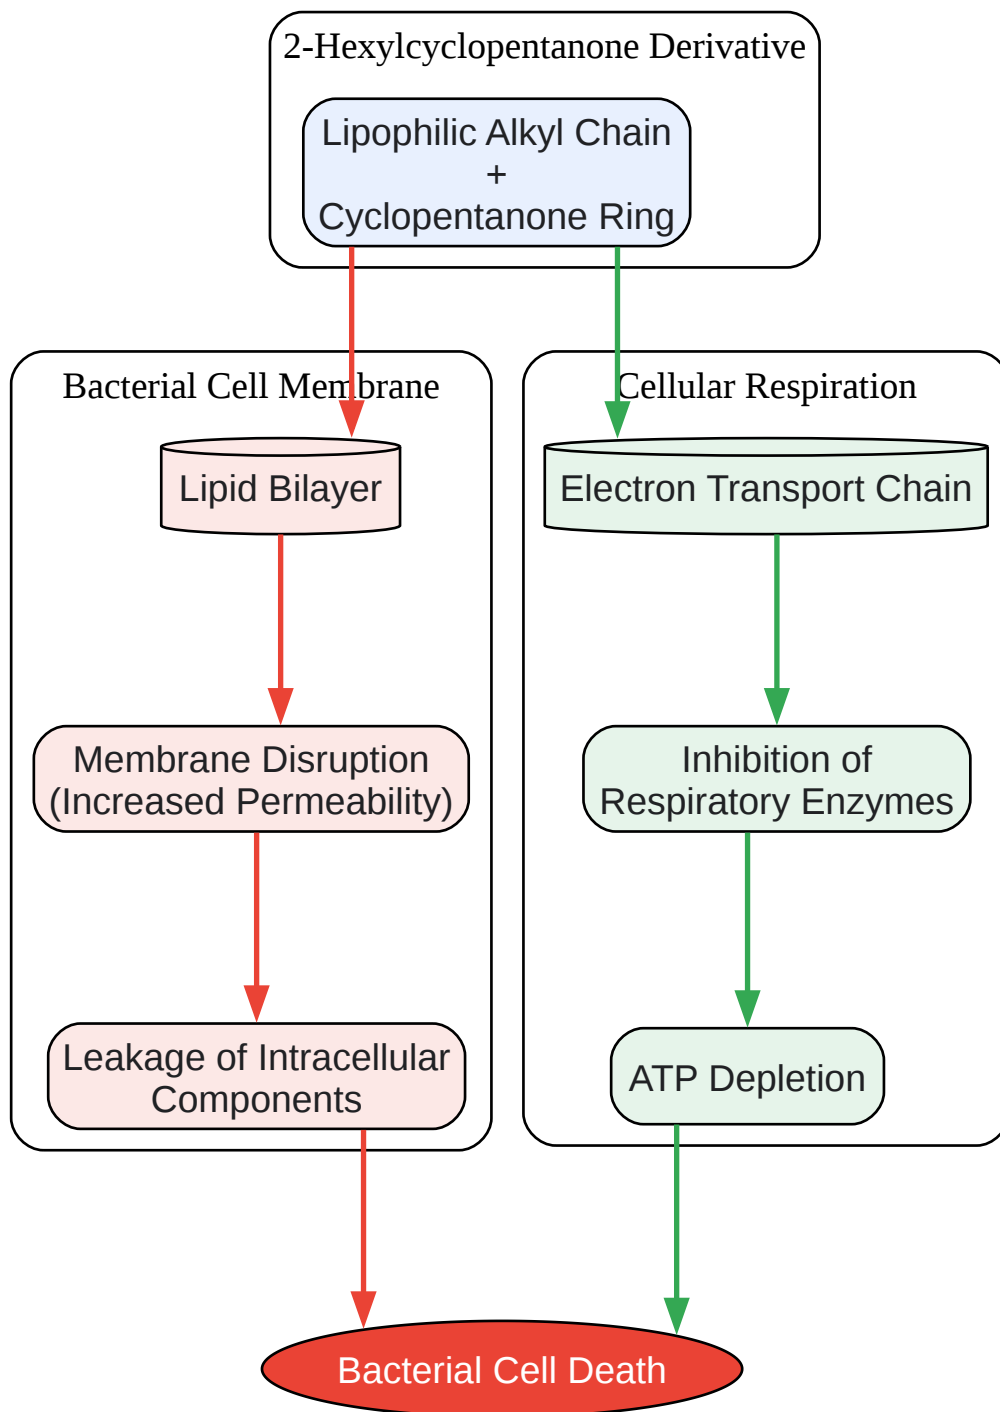 2-Hexylcyclopentanone Derivative
Lipophilic Alkyl Chain
+
Cyclopentanone Ring
Bacterial Cell Membrane
Lipid Bilayer
Membrane Disruption
(Increased Permeability)
Leakage of Intracellular
Components
Cellular Respiration
Electron Transport Chain
Inhibition of
Respiratory Enzymes
ATP Depletion
Bacterial Cell Death